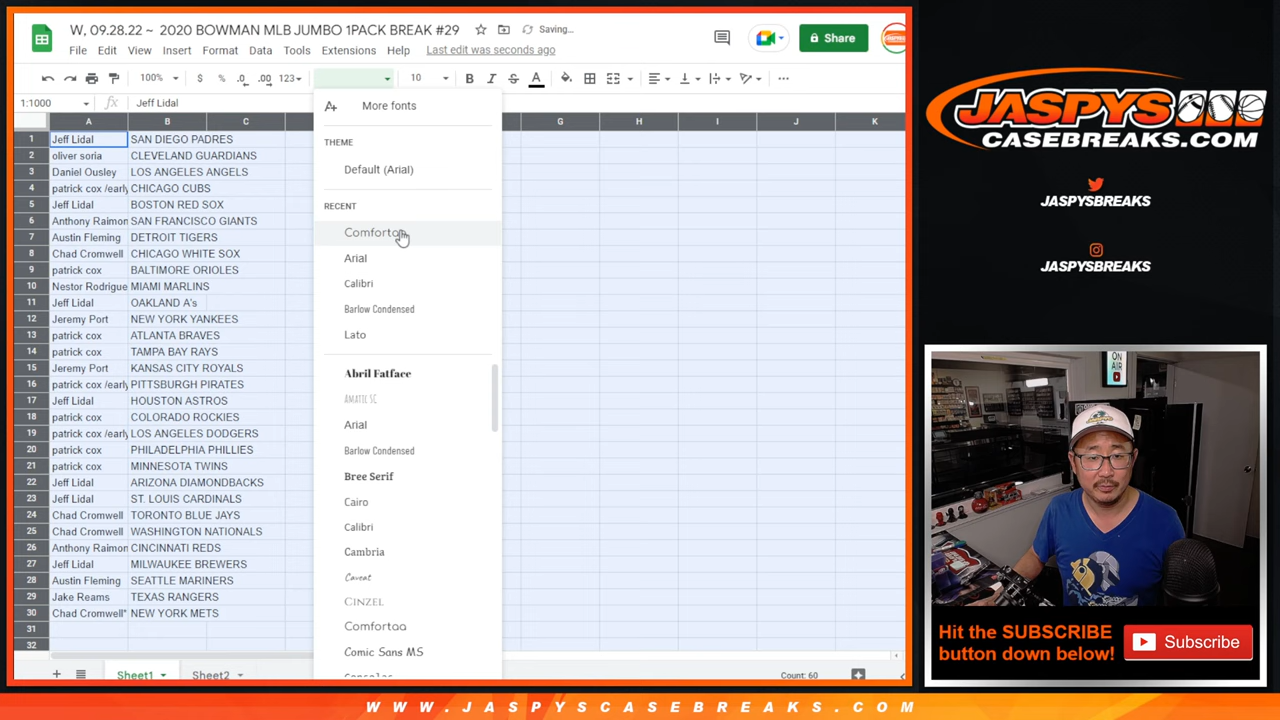 W, 09.28.22 ~ 2020 BOWMAN MLB JUMBO 1PACK BREAK #29
Saving...
File Edit View Insert Format Data Tools Extensions Help Last edit was seconds ago
Share
100% $ % .0 .00 123 10 B I S A
1:1000 fx Jeff Lidal
More fonts
THEME
Default (Arial)
RECENT
Comfortaa
Arial
Calibri
Barlow Condensed
Lato
Abril Fatface
AMATIC SC
Arial
Barlow Condensed
Bree Serif
Cairo
Calibri
Cambria
Caveat
CINZEL
Comfortaa
Comic Sans MS
A B C G H I J K
1 Jeff Lidal SAN DIEGO PADRES
2 oliver soria CLEVELAND GUARDIANS
3 Daniel Ousley LOS ANGELES ANGELS
4 patrick cox /early CHICAGO CUBS
5 Jeff Lidal BOSTON RED SOX
6 Anthony Raimon SAN FRANCISCO GIANTS
7 Austin Fleming DETROIT TIGERS
8 Chad Cromwell CHICAGO WHITE SOX
9 patrick cox BALTIMORE ORIOLES
10 Nestor Rodrigue MIAMI MARLINS
11 Jeff Lidal OAKLAND A's
12 Jeremy Port NEW YORK YANKEES
13 patrick cox ATLANTA BRAVES
14 patrick cox TAMPA BAY RAYS
15 Jeremy Port KANSAS CITY ROYALS
16 patrick cox /early PITTSBURGH PIRATES
17 Jeff Lidal HOUSTON ASTROS
18 patrick cox COLORADO ROCKIES
19 patrick cox /early LOS ANGELES DODGERS
20 patrick cox PHILADELPHIA PHILLIES
21 patrick cox MINNESOTA TWINS
22 Jeff Lidal ARIZONA DIAMONDBACKS
23 Jeff Lidal ST. LOUIS CARDINALS
24 Chad Cromwell TORONTO BLUE JAYS
25 Chad Cromwell WASHINGTON NATIONALS
26 Anthony Raimon CINCINNATI REDS
27 Jeff Lidal MILWAUKEE BREWERS
28 Austin Fleming SEATTLE MARINERS
29 Jake Reams TEXAS RANGERS
30 Chad Cromwell* NEW YORK METS
31
32
Sheet1 Sheet2 Count: 60
JASPYS
CASEBREAKS.COM
JASPYSBREAKS
JASPYSBREAKS
ON AIR
Hit the SUBSCRIBE
button down below!
Subscribe
WWW.JASPYSCASEBREAKS.COM